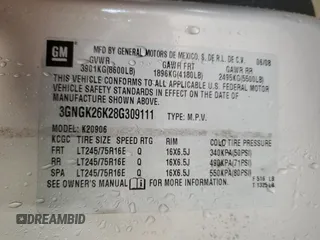 GM
MFD BY GENERAL MOTORS DE MEXICO, S. DE R.L. DE C.V. 06/08
GVWR GAWR FRT GAWR RR
3901KG(8600LB) 1896KG(4180LB) 2495KG(5500LB)
THIS VEHICLE CONFORMS TO ALL APPLICABLE U.S. FEDERAL MOTOR
VEHICLE SAFETY STANDARDS IN EFFECT ON THE DATE OF
MANUFACTURE SHOWN ABOVE.
3GNGK26K28G309111 TYPE: M.P.V.
MODEL: K20906
KCGC TIRE SIZE SPEED RTG RIM COLD TIRE PRESSURE
FRT LT245/75R16E Q 16X6.5J 340KPA(50PSI)
RR LT245/75R16E Q 16X6.5J 490KPA(71PSI)
SPA LT245/75R16E Q 16X6.5J 550KPA(80PSI)
SEE OWNER'S MANUAL FOR MORE INFORMATION.
DREAMBID